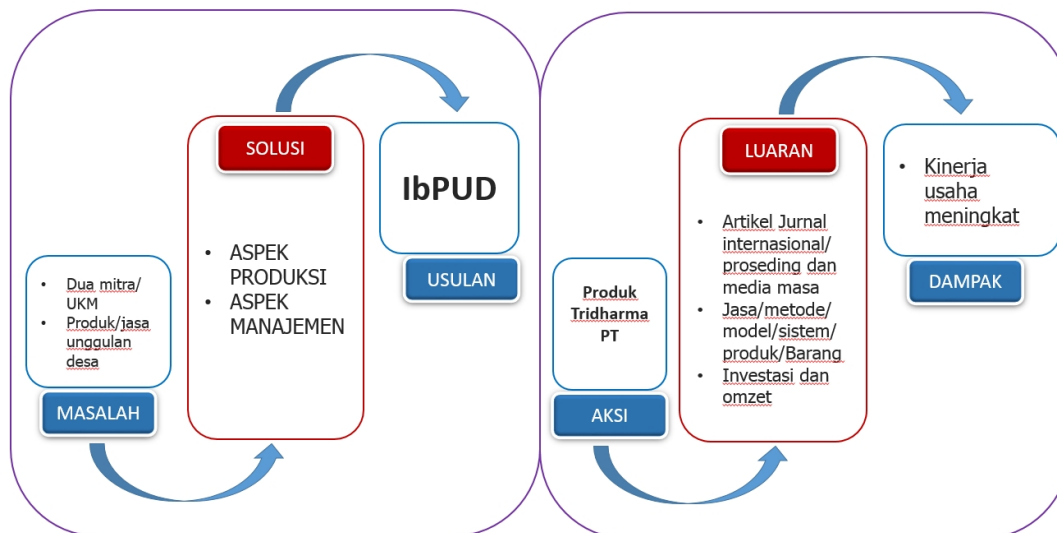 • Dua mitra/
UKM
• Produk/jasa
unggulan
desa
MASALAH
SOLUSI
• ASPEK
PRODUKSI
• ASPEK
MANAJEMEN
IbPUD
USULAN
Produk
Tridharma
PT
AKSI
LUARAN
• Artikel Jurnal
internasional/
proseding dan
media masa
• Jasa/metode/
model/sistem/
produk/Barang
• Investasi dan
omzet
• Kinerja
usaha
meningkat
DAMPAK